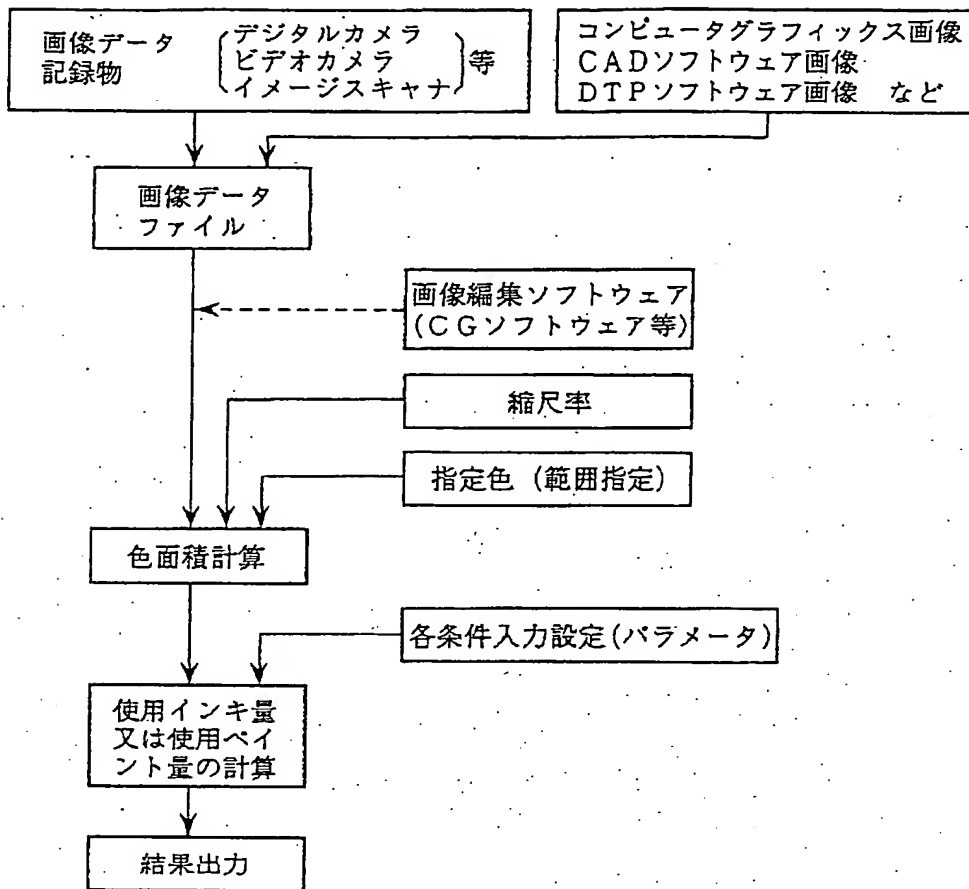 画像データ
記録物
デジタルカメラ
ビデオカメラ
イメージスキャナ
等
コンピュータグラフィックス画像
CADソフトウェア画像
DTPソフトウェア画像 など
画像データ
ファイル
画像編集ソフトウェア
(CGソフトウェア等)
縮尺率
指定色 (範囲指定)
色面積計算
各条件入力設定(パラメータ)
使用インキ量
又は使用ペイ
ント量の計算
結果出力